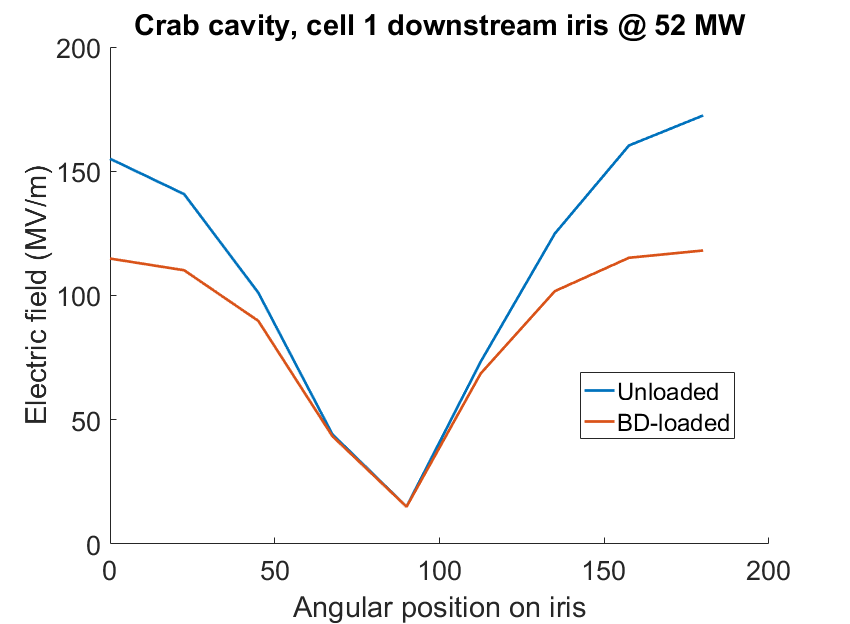 Crab cavity, cell 1 downstream iris @ 52 MW
200
150
100
50
0
Electric field (MV/m)
Unloaded
BD-loaded
0 50 100 150 200
Angular position on iris